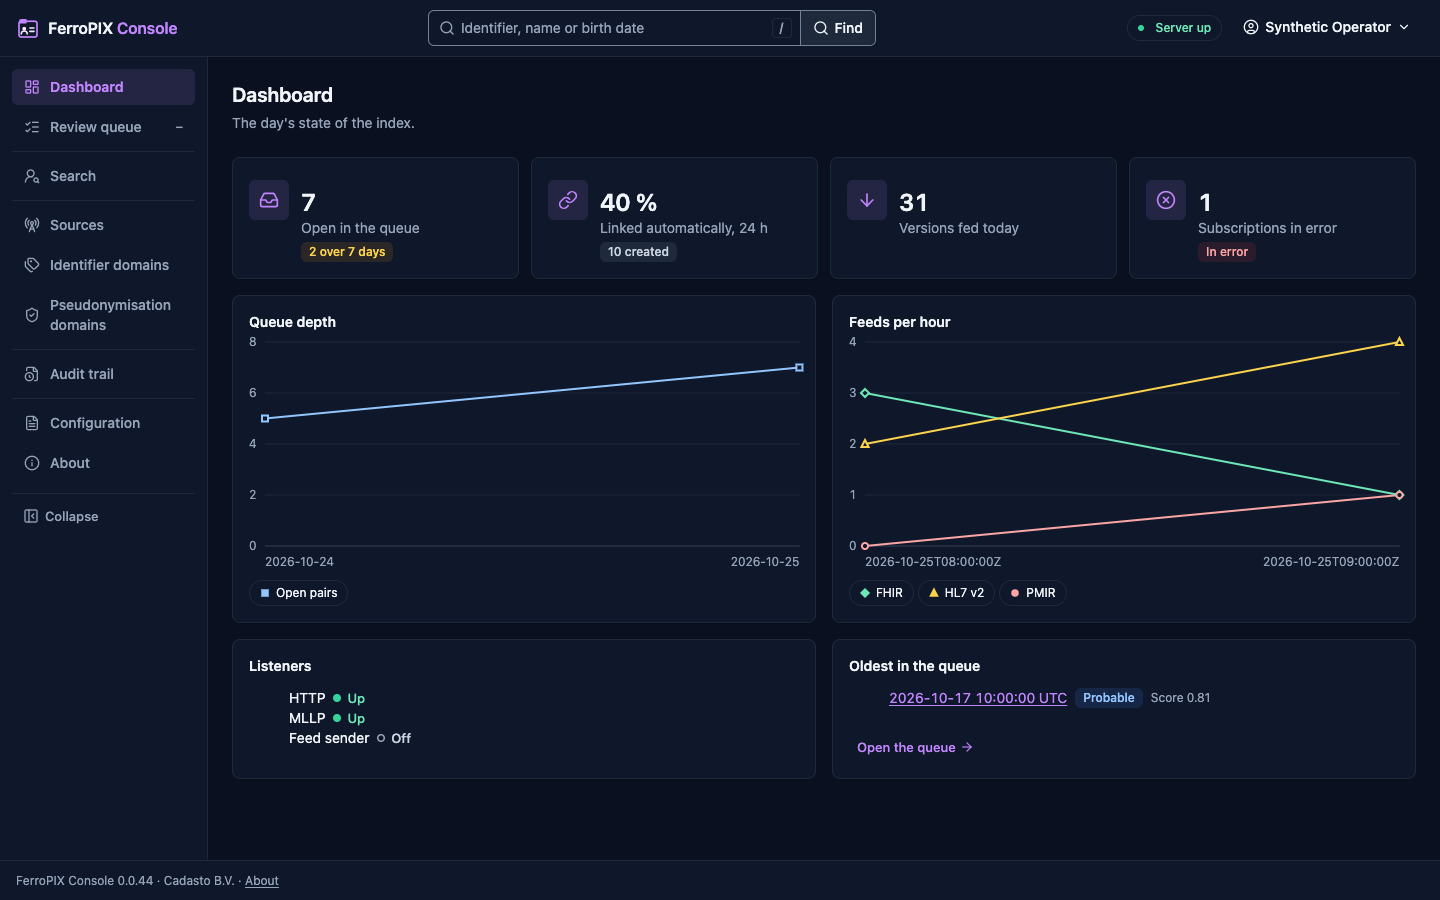 FerroPIX Console
Identifier, name or birth date
/
Find
Server up
Synthetic Operator
Dashboard
Review queue
–
Search
Sources
Identifier domains
Pseudonymisation
domains
Audit trail
Configuration
About
Collapse
Dashboard
The day's state of the index.
7
Open in the queue
2 over 7 days
40 %
Linked automatically, 24 h
10 created
31
Versions fed today
1
Subscriptions in error
In error
Queue depth
8
6
4
2
0
2026-10-24
2026-10-25
Open pairs
Feeds per hour
4
3
2
1
0
2026-10-25T08:00:00Z
2026-10-25T09:00:00Z
FHIR
HL7 v2
PMIR
Listeners
HTTP Up
MLLP Up
Feed sender Off
Oldest in the queue
2026-10-17 10:00:00 UTC Probable Score 0.81
Open the queue →
FerroPIX Console 0.0.44 · Cadasto B.V. · About